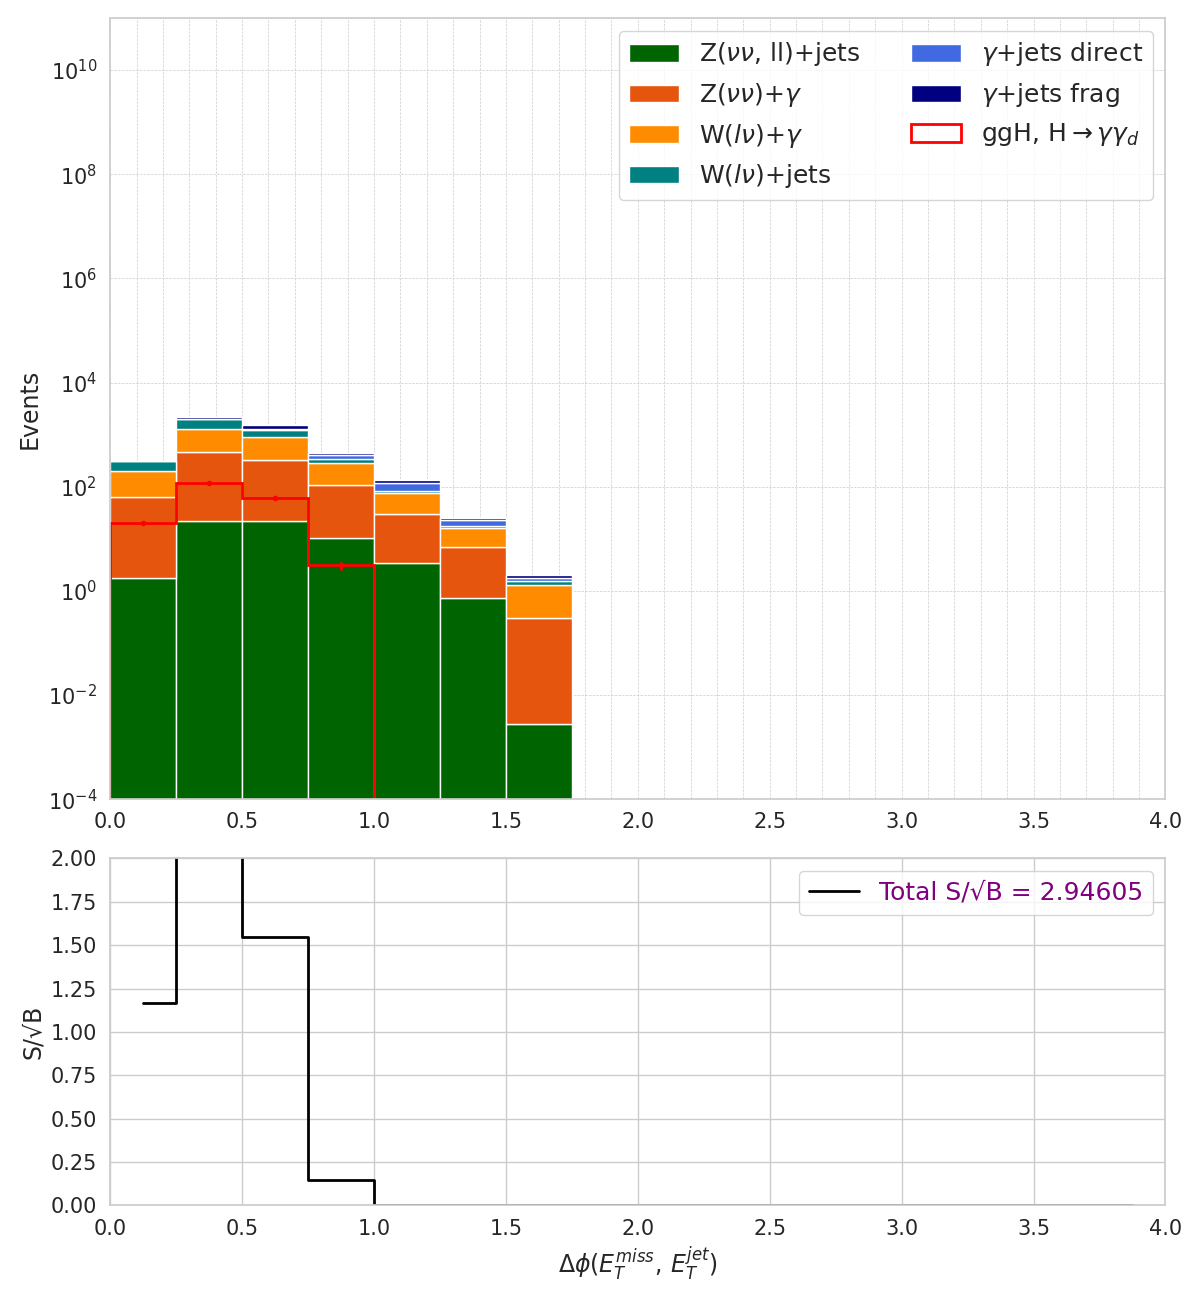 Events
10^10
10^8
10^6
10^4
10^2
10^0
10^−2
10^−4
Z(νν, ll)+jets
Z(νν)+γ
W(lν)+γ
W(lν)+jets
γ+jets direct
γ+jets frag
ggH, H→γγ_d
0.0 0.5 1.0 1.5 2.0 2.5 3.0 3.5 4.0
S/√B
2.00
1.75
1.50
1.25
1.00
0.75
0.50
0.25
0.00
Total S/√B = 2.94605
0.0 0.5 1.0 1.5 2.0 2.5 3.0 3.5 4.0
Δϕ(E_T^miss, E_T^jet)